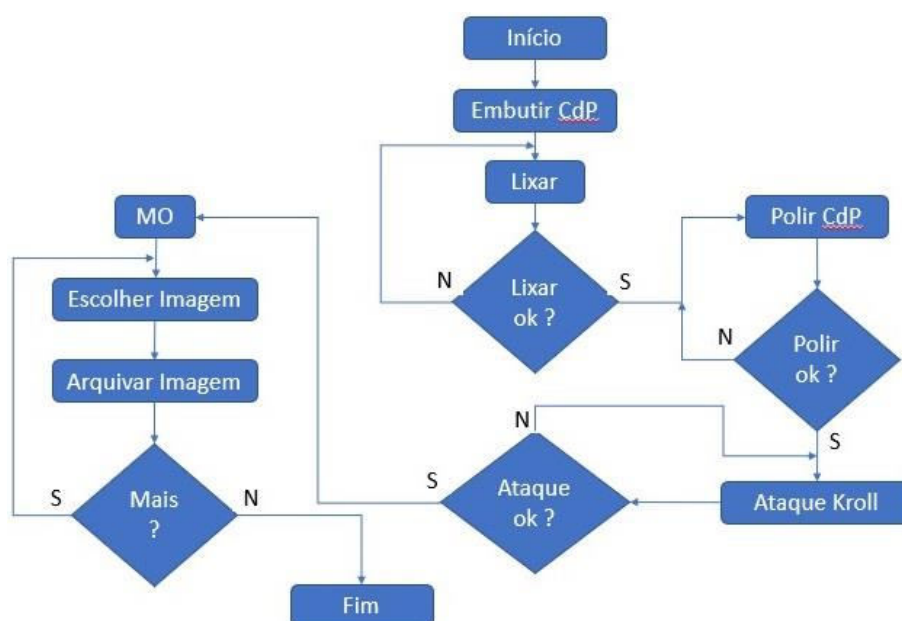 Início
Embutir CdP
Lixar
Lixar
ok ?
N
S
Polir CdP
Polir
ok ?
N
S
Ataque Kroll
Ataque
ok ?
N
S
MO
Escolher Imagem
Arquivar Imagem
Mais
?
S
N
Fim